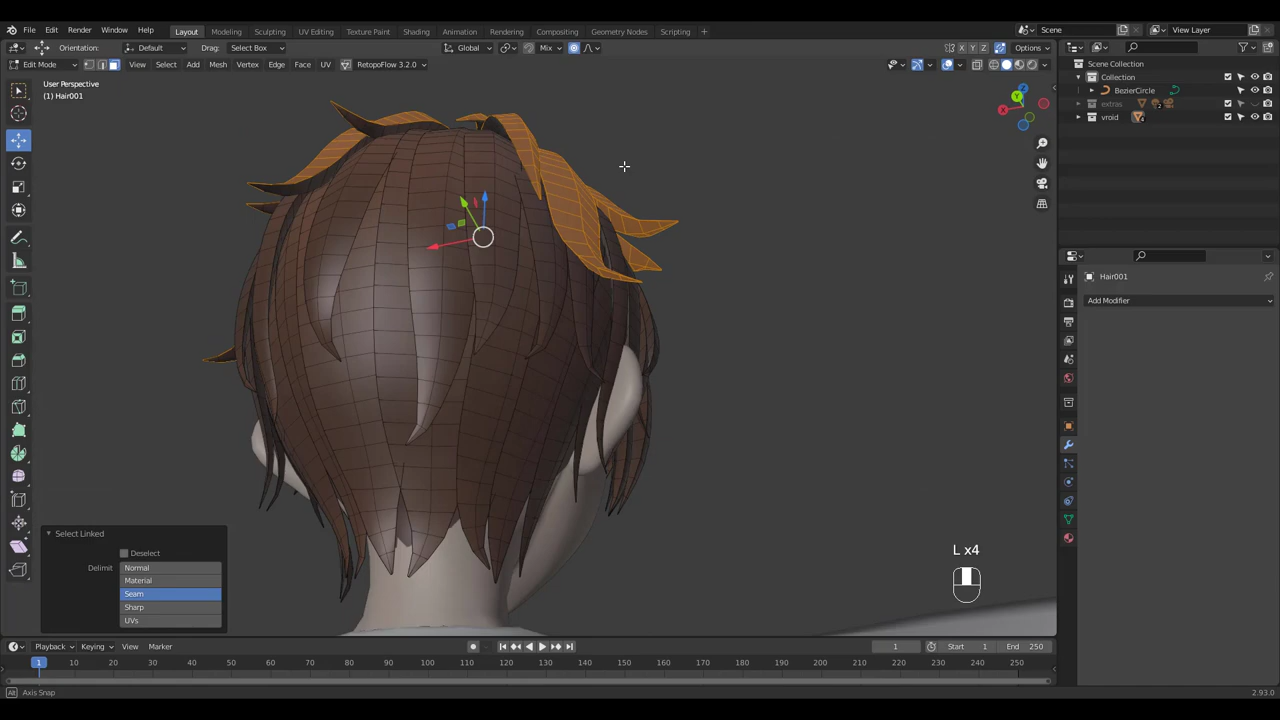 File Edit Render Window Help
Layout Modeling Sculpting UV Editing Texture Paint Shading Animation Rendering Compositing Geometry Nodes Scripting +
Scene View Layer
Orientation: Default Drag: Select Box Global Mix X Y Z Options
Edit Mode View Select Add Mesh Vertex Edge Face UV RetopoFlow 3.2.0
User Perspective
(1) Hair001
Z
Y
X
Scene Collection
Collection
BezierCircle
extras 2
vroid 4
Hair001
Add Modifier
Select Linked
Deselect
Delimit Normal
Material
Seam
Sharp
UVs
L x4
Playback Keying View Marker 1 Start 1 End 250
1 10 20 30 40 50 60 70 80 90 100 110 120 130 140 150 160 170 180 190 200 210 220 230 240 250
Alt Axis Snap 2.93.0